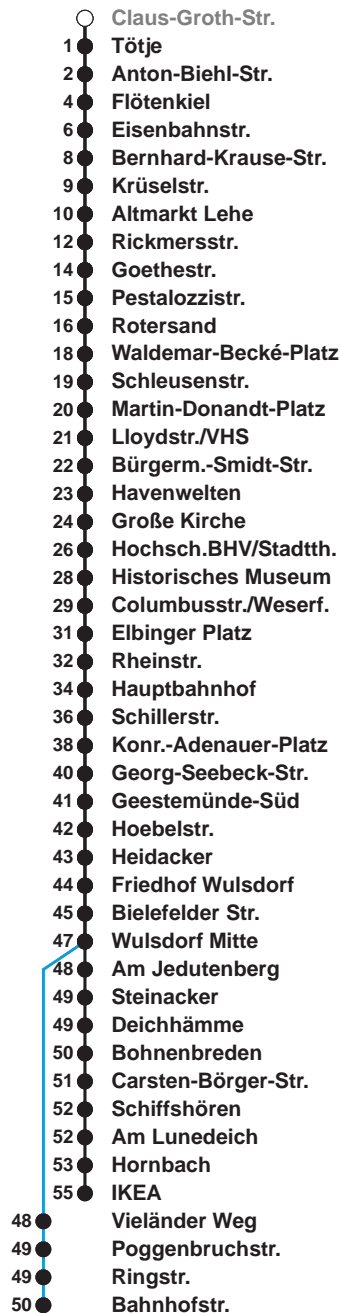 Claus-Groth-Str.
1 Tötje
2 Anton-Biehl-Str.
4 Flötenkiel
6 Eisenbahnstr.
8 Bernhard-Krause-Str.
9 Krüselstr.
10 Altmarkt Lehe
12 Rickmersstr.
14 Goethestr.
15 Pestalozzistr.
16 Rotersand
18 Waldemar-Becké-Platz
19 Schleusenstr.
20 Martin-Donandt-Platz
21 Lloydstr./VHS
22 Bürgerm.-Smidt-Str.
23 Havenwelten
24 Große Kirche
26 Hochsch.BHV/Stadtth.
28 Historisches Museum
29 Columbusstr./Weserf.
31 Elbinger Platz
32 Rheinstr.
34 Hauptbahnhof
36 Schillerstr.
38 Konr.-Adenauer-Platz
40 Georg-Seebeck-Str.
41 Geestemünde-Süd
42 Hoebelstr.
43 Heidacker
44 Friedhof Wulsdorf
45 Bielefelder Str.
47 Wulsdorf Mitte
48 Am Jedutenberg
49 Steinacker
49 Deichhämme
50 Bohnenbreden
51 Carsten-Börger-Str.
52 Schiffshören
52 Am Lunedeich
53 Hornbach
55 IKEA
48 Vieländer Weg
49 Poggenbruchstr.
49 Ringstr.
50 Bahnhofstr.